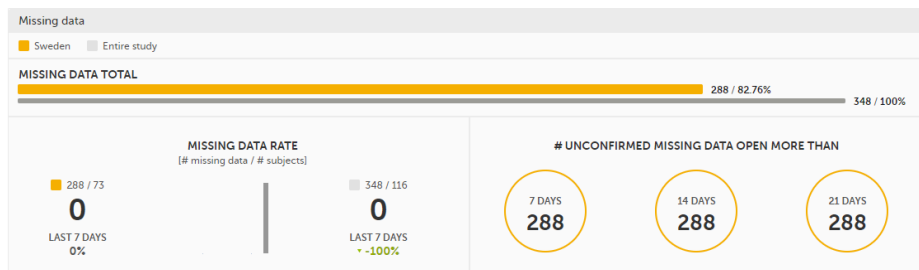 Missing data
Sweden Entire study
MISSING DATA TOTAL
288 / 82.76%
348 / 100%
MISSING DATA RATE
[# missing data / # subjects]
288 / 73
0
LAST 7 DAYS
0%
348 / 116
0
LAST 7 DAYS
▼ -100%
# UNCONFIRMED MISSING DATA OPEN MORE THAN
7 DAYS
288
14 DAYS
288
21 DAYS
288